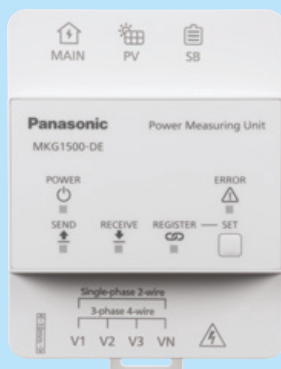 MAIN PV SB
Panasonic Power Measuring Unit
MKG1500-DE
POWER ERROR
SEND RECEIVE REGISTER SET
Single-phase 2-wire
3-phase 4-wire
V1 V2 V3 VN